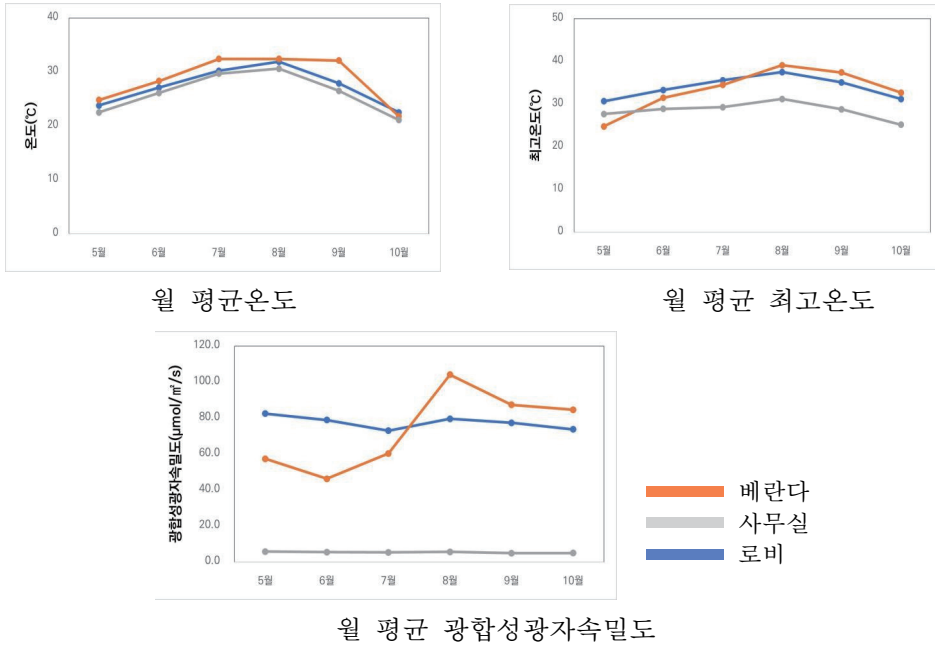 40
30
20
10
0
온도(℃)
5월 6월 7월 8월 9월 10월
월 평균온도
50
40
30
20
10
0
최고온도(℃)
5월 6월 7월 8월 9월 10월
월 평균 최고온도
120.0
100.0
80.0
60.0
40.0
20.0
0.0
광합성광자속밀도(μmol/㎡/s)
5월 6월 7월 8월 9월 10월
월 평균 광합성광자속밀도
베란다
사무실
로비